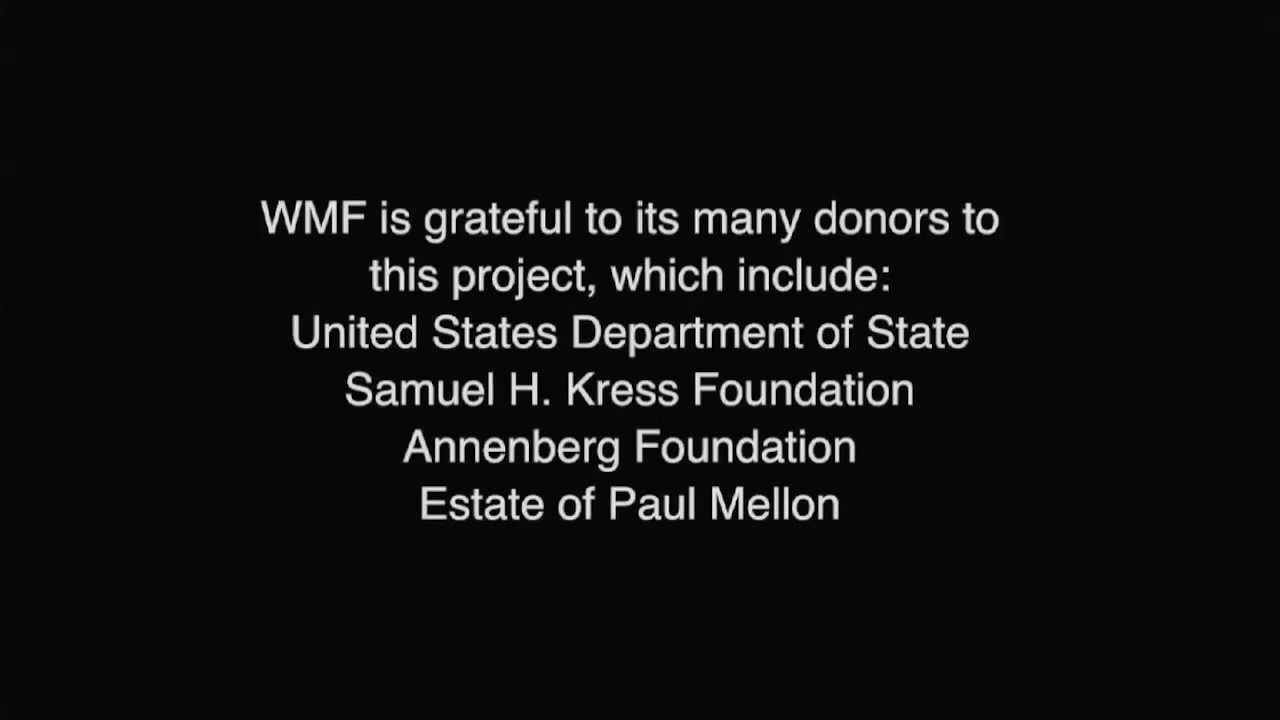 WMF is grateful to its many donors to
this project, which include:
United States Department of State
Samuel H. Kress Foundation
Annenberg Foundation
Estate of Paul Mellon